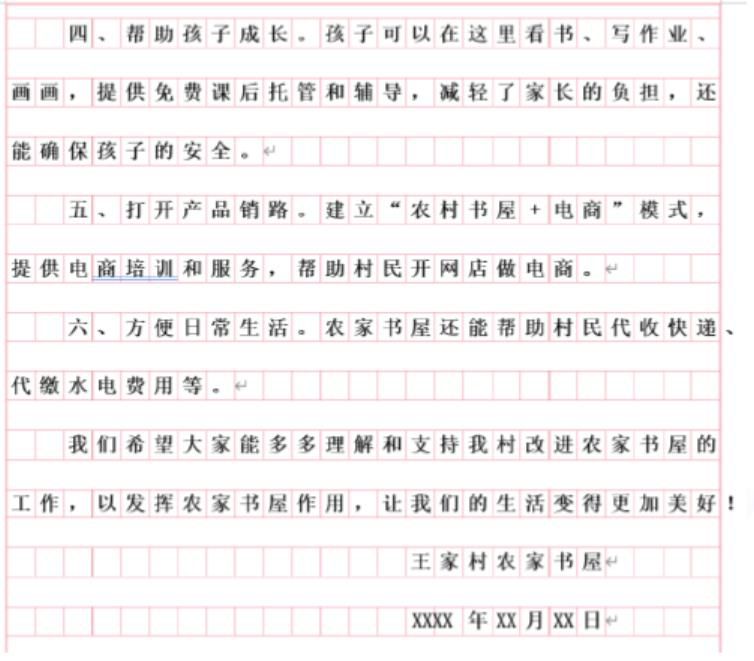 四、帮助孩子成长。孩子可以在这里看书、写作业、
画画，提供免费课后托管和辅导，减轻了家长的负担，还
能确保孩子的安全。
五、打开产品销路。建立“农村书屋+电商”模式，
提供电商培训和服务，帮助村民开网店做电商。
六、方便日常生活。农家书屋还能帮助村民代收快递、
代缴水电费用等。
我们希望大家能多多理解和支持我村改进农家书屋的
工作，以发挥农家书屋作用，让我们的生活变得更加美好！
王家村农家书屋
XXXX 年 XX 月 XX 日